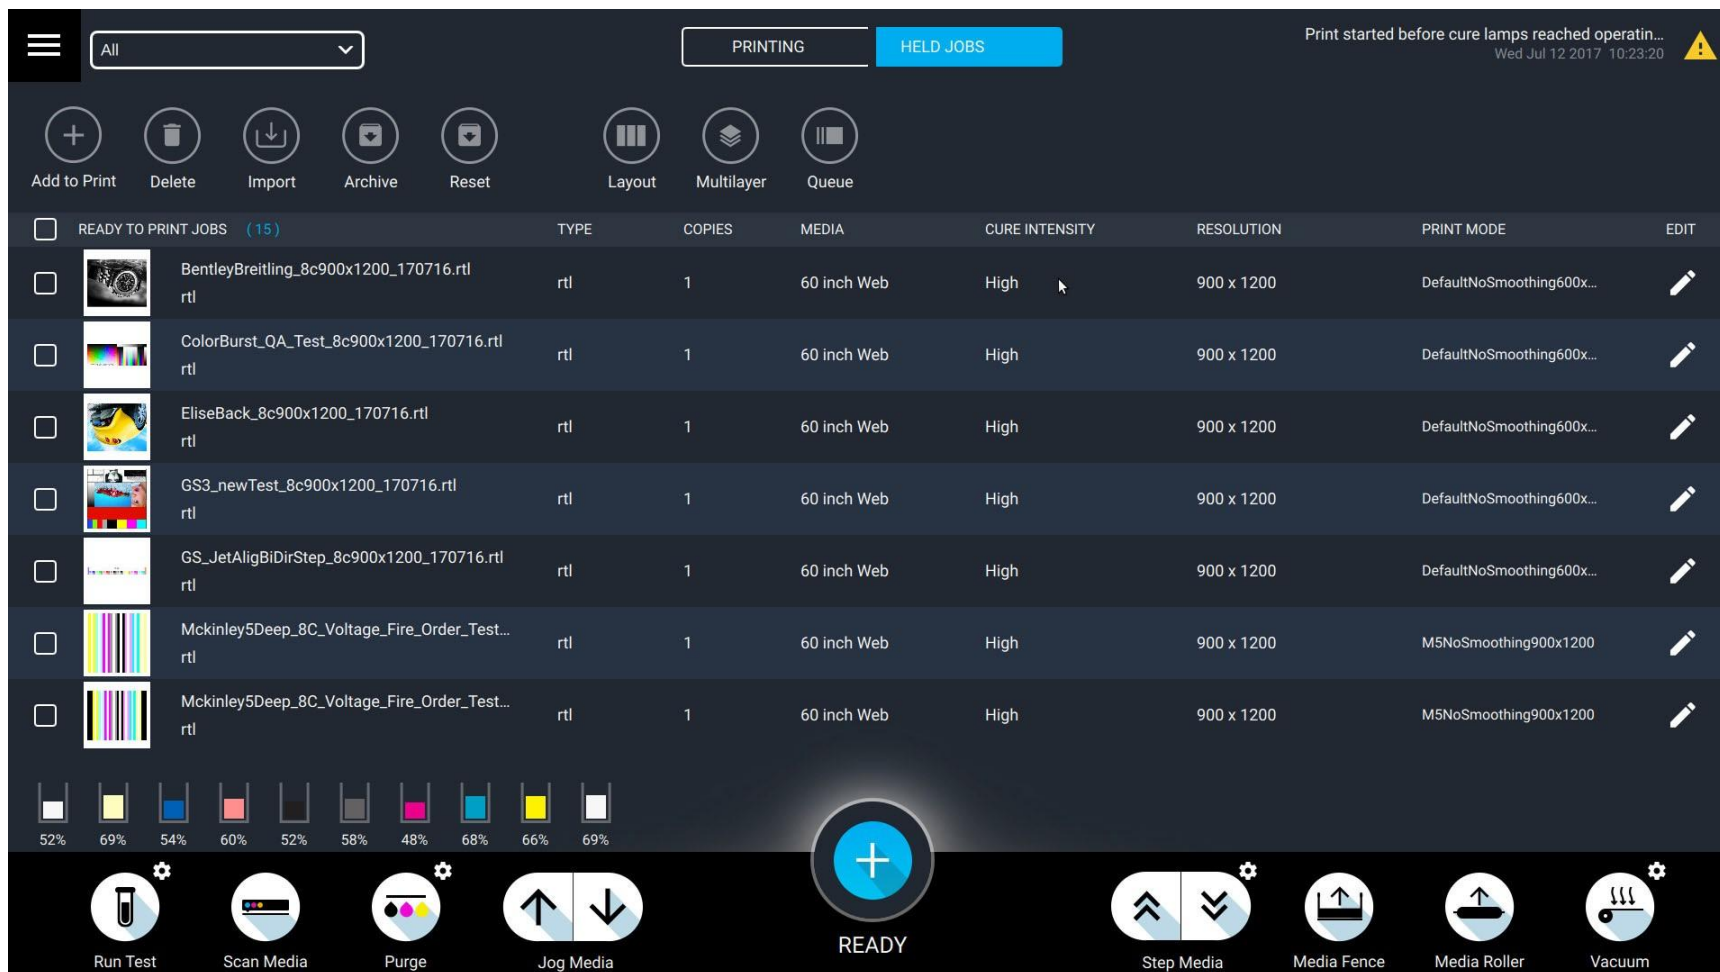 All
PRINTING
HELD JOBS
Print started before cure lamps reached operatin...
Wed Jul 12 2017 10:23:20
Add to Print
Delete
Import
Archive
Reset
Layout
Multilayer
Queue
READY TO PRINT JOBS (15) TYPE COPIES MEDIA CURE INTENSITY RESOLUTION PRINT MODE EDIT
BentleyBreitling_8c900x1200_170716.rtl
rtl
rtl 1 60 inch Web High 900 x 1200 DefaultNoSmoothing600x...
ColorBurst_QA_Test_8c900x1200_170716.rtl
rtl
rtl 1 60 inch Web High 900 x 1200 DefaultNoSmoothing600x...
EliseBack_8c900x1200_170716.rtl
rtl
rtl 1 60 inch Web High 900 x 1200 DefaultNoSmoothing600x...
GS3_newTest_8c900x1200_170716.rtl
rtl
rtl 1 60 inch Web High 900 x 1200 DefaultNoSmoothing600x...
GS_JetAligBiDirStep_8c900x1200_170716.rtl
rtl
rtl 1 60 inch Web High 900 x 1200 DefaultNoSmoothing600x...
Mckinley5Deep_8C_Voltage_Fire_Order_Test...
rtl
rtl 1 60 inch Web High 900 x 1200 M5NoSmoothing900x1200
Mckinley5Deep_8C_Voltage_Fire_Order_Test...
rtl
rtl 1 60 inch Web High 900 x 1200 M5NoSmoothing900x1200
52% 69% 54% 60% 52% 58% 48% 68% 66% 69%
READY
Run Test
Scan Media
Purge
Jog Media
Step Media
Media Fence
Media Roller
Vacuum